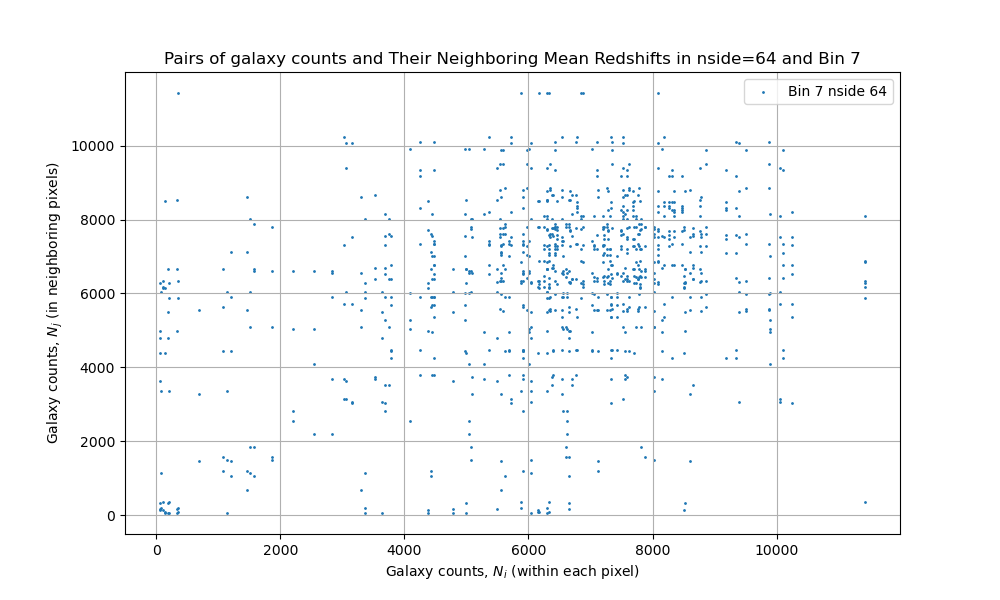 Pairs of galaxy counts and Their Neighboring Mean Redshifts in nside=64 and Bin 7
Bin 7 nside 64
10000
8000
6000
4000
2000
0
Galaxy counts, N_j (in neighboring pixels)
0 2000 4000 6000 8000 10000
Galaxy counts, N_i (within each pixel)